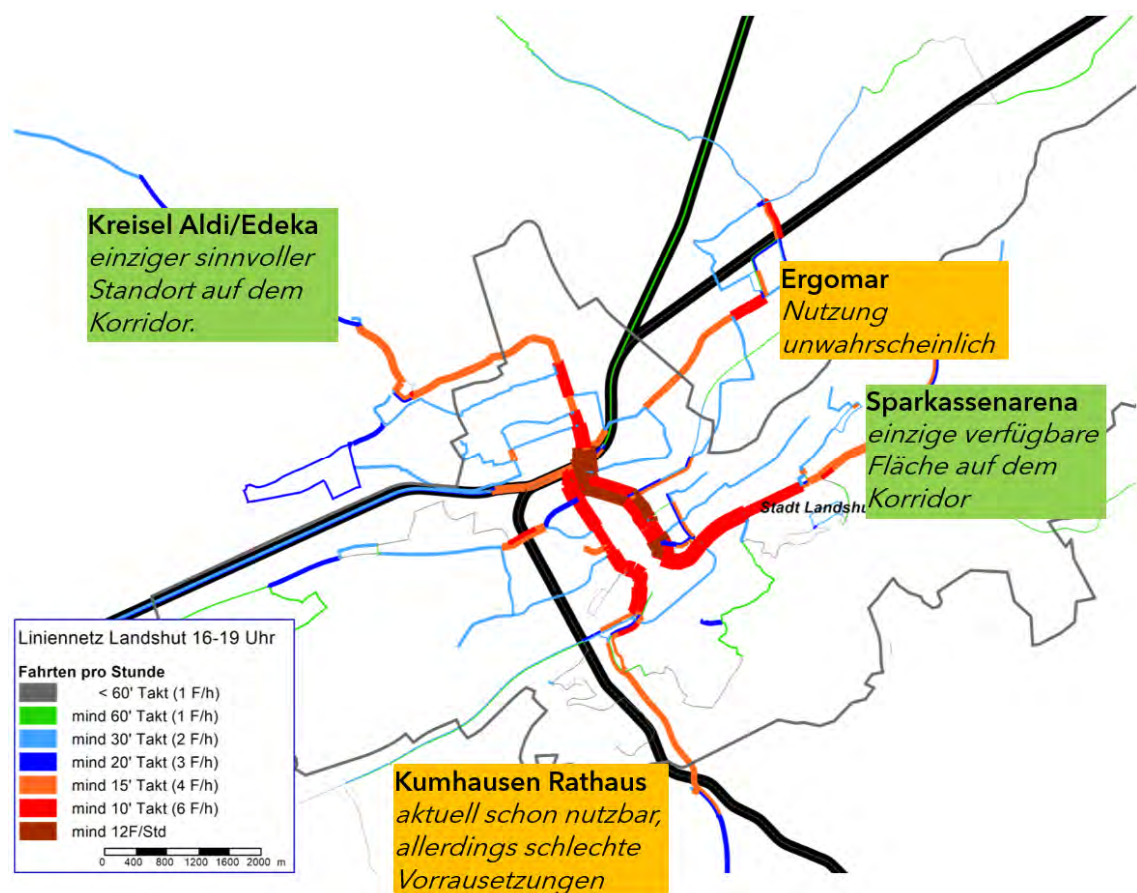 Kreisel Aldi/Edeka
einziger sinnvoller
Standort auf dem
Korridor.
Ergomar
Nutzung
unwahrscheinlich
Sparkassenarena
einzige verfügbare
Fläche auf dem
Korridor
Stadt Landshu
Kumhausen Rathaus
aktuell schon nutzbar,
allerdings schlechte
Vorrausetzungen
Liniennetz Landshut 16-19 Uhr
Fahrten pro Stunde
< 60' Takt (1 F/h)
mind 60' Takt (1 F/h)
mind 30' Takt (2 F/h)
mind 20' Takt (3 F/h)
mind 15' Takt (4 F/h)
mind 10' Takt (6 F/h)
mind 12F/Std
0 400 800 1200 1600 2000 m